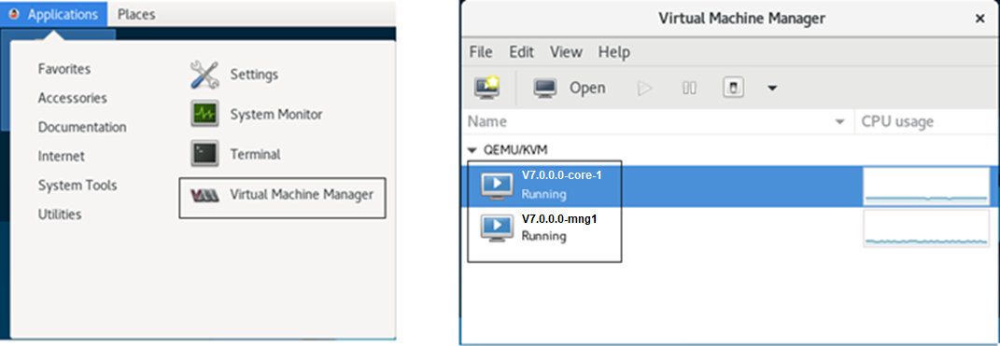 Applications Places
Favorites
Accessories
Documentation
Internet
System Tools
Utilities
Settings
System Monitor
Terminal
Virtual Machine Manager
Virtual Machine Manager
File Edit View Help
Open
Name CPU usage
QEMU/KVM
V7.0.0.0-core-1
Running
V7.0.0.0-mng1
Running